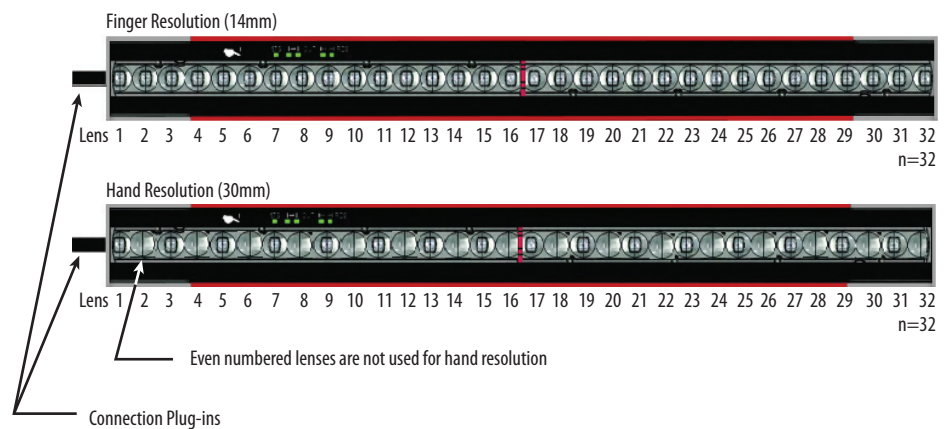 Finger Resolution (14mm)
Lens 1 2 3 4 5 6 7 8 9 10 11 12 13 14 15 16 17 18 19 20 21 22 23 24 25 26 27 28 29 30 31 32
n=32
Hand Resolution (30mm)
Lens 1 2 3 4 5 6 7 8 9 10 11 12 13 14 15 16 17 18 19 20 21 22 23 24 25 26 27 28 29 30 31 32
n=32
Even numbered lenses are not used for hand resolution
Connection Plug-ins